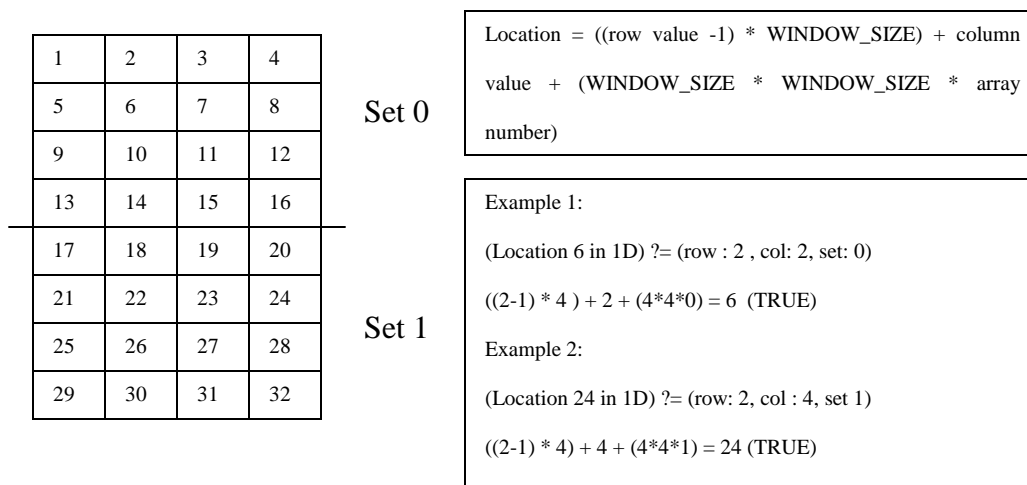 1 2 3 4
5 6 7 8
9 10 11 12
13 14 15 16
17 18 19 20
21 22 23 24
25 26 27 28
29 30 31 32
Set 0
Set 1
Location = ((row value -1) * WINDOW_SIZE) + column
value + (WINDOW_SIZE * WINDOW_SIZE * array
number)
Example 1:
(Location 6 in 1D) ?= (row : 2 , col: 2, set: 0)
((2-1) * 4 ) + 2 + (4*4*0) = 6 (TRUE)
Example 2:
(Location 24 in 1D) ?= (row: 2, col : 4, set 1)
((2-1) * 4) + 4 + (4*4*1) = 24 (TRUE)